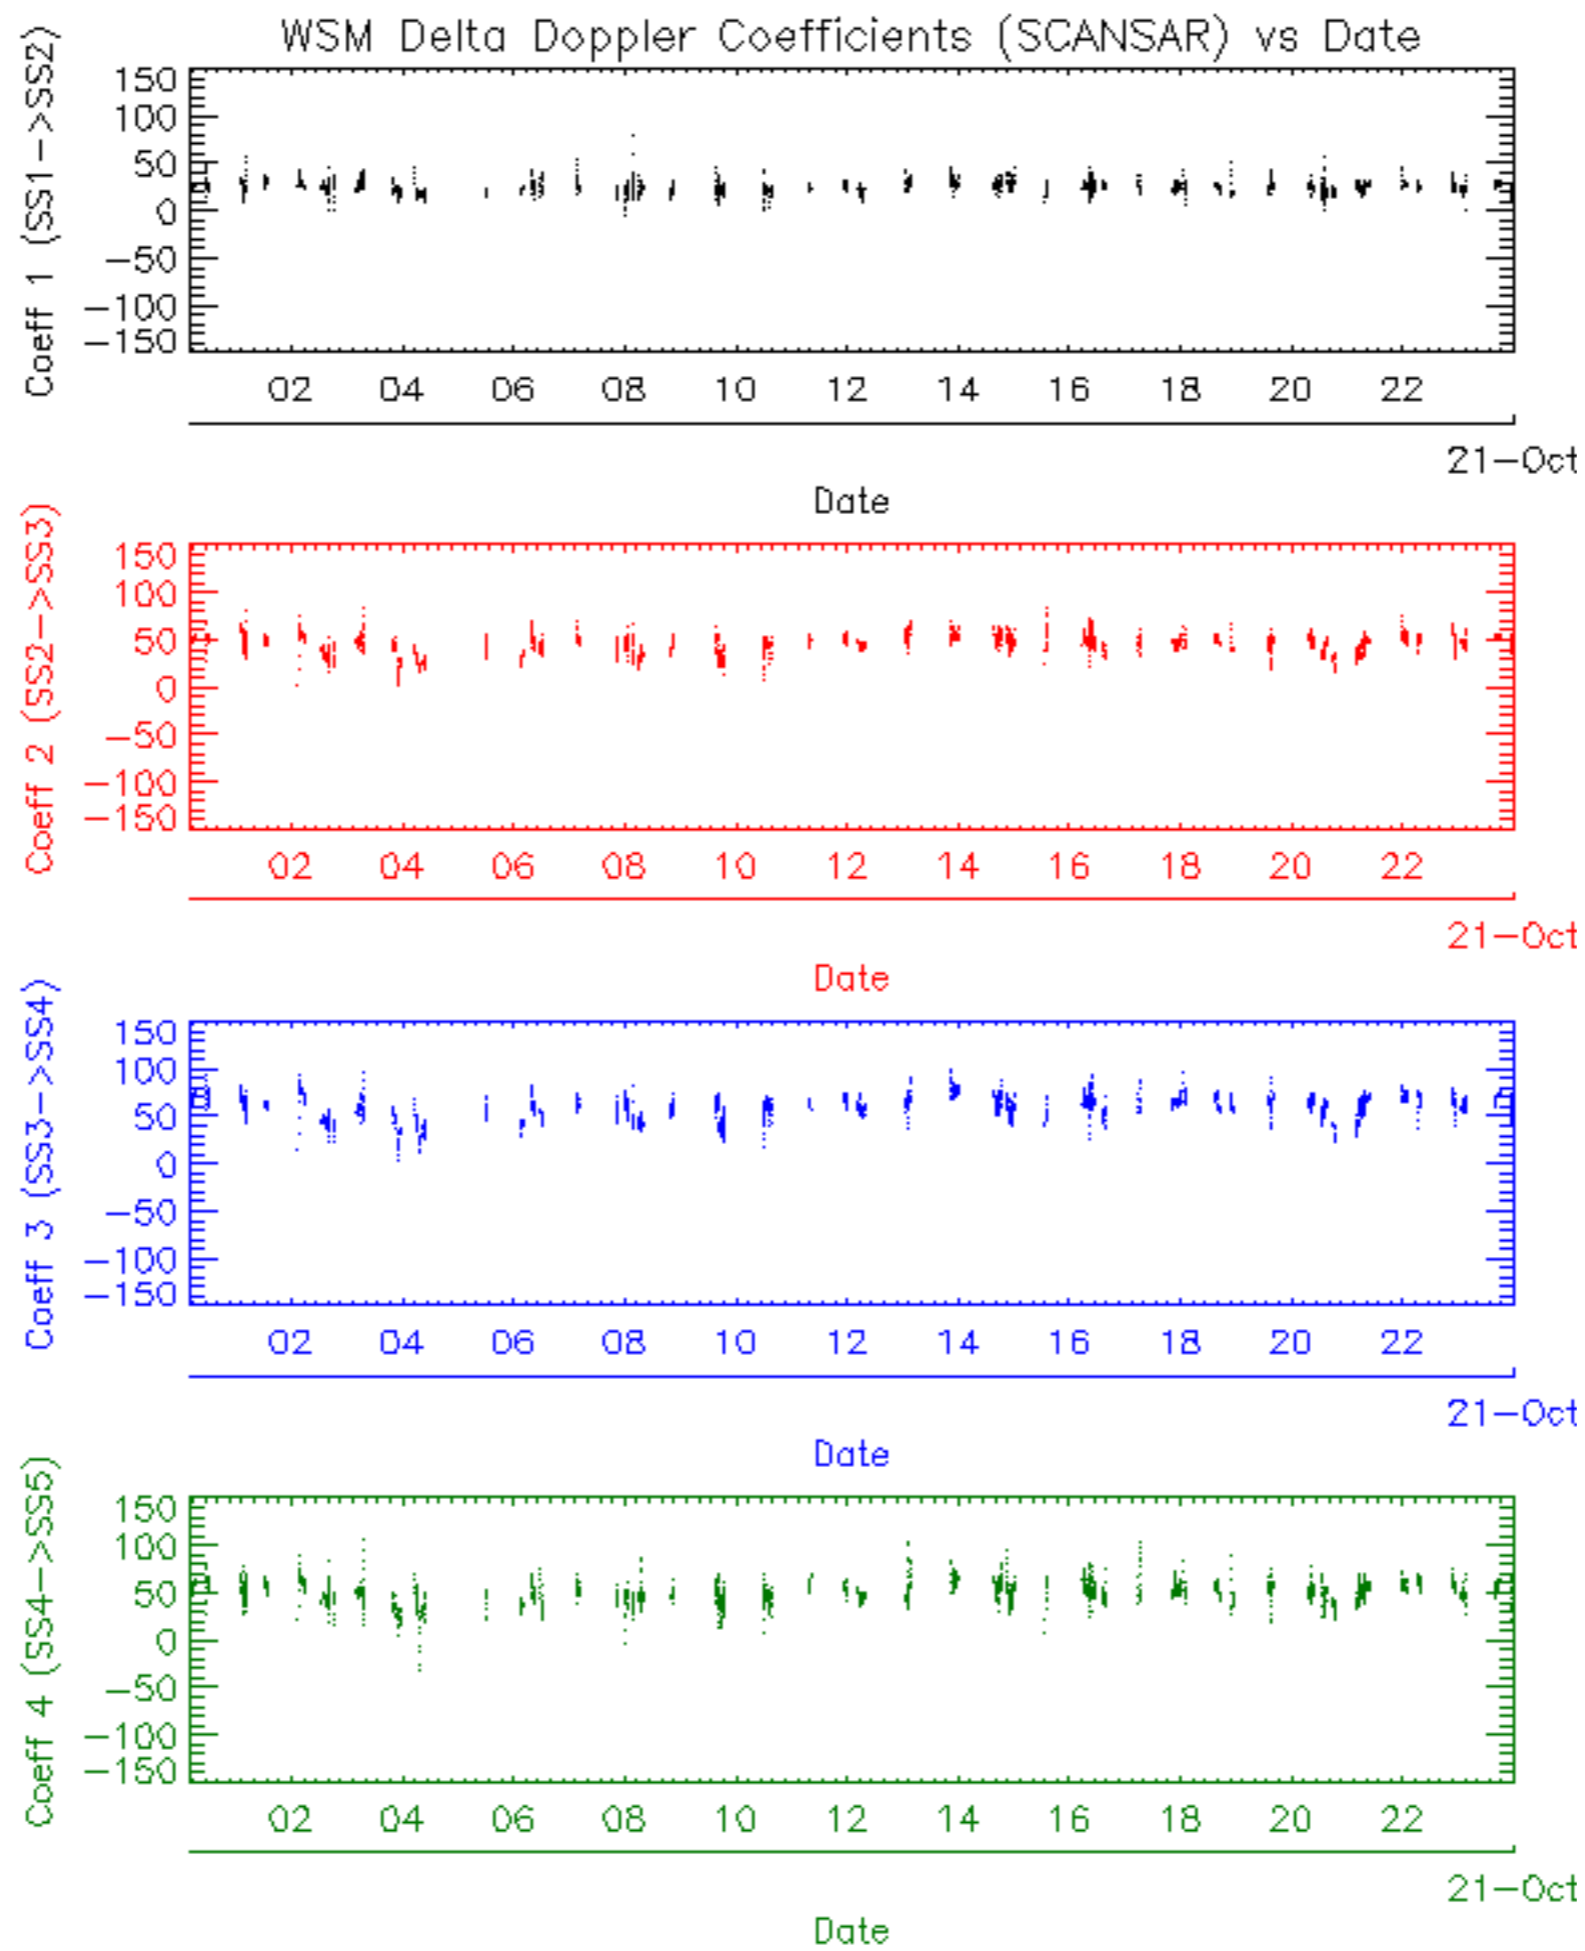 WSM Delta Doppler Coefficients (SCANSAR) vs Date
Coeff 1 (SS1->SS2)
150
100
50
0
-50
-100
-150
02 04 06 08 10 12 14 16 18 20 22
21-Oct
Date
Coeff 2 (SS2->SS3)
150
100
50
0
-50
-100
-150
02 04 06 08 10 12 14 16 18 20 22
21-Oct
Date
Coeff 3 (SS3->SS4)
150
100
50
0
-50
-100
-150
02 04 06 08 10 12 14 16 18 20 22
21-Oct
Date
Coeff 4 (SS4->SS5)
150
100
50
0
-50
-100
-150
02 04 06 08 10 12 14 16 18 20 22
21-Oct
Date